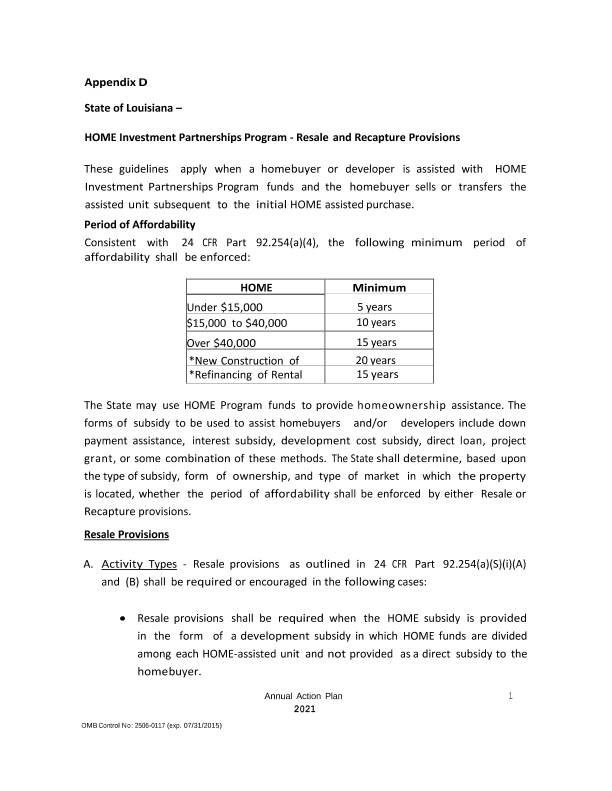 Appendix D
State of Louisiana –
HOME Investment Partnerships Program - Resale and Recapture Provisions
These guidelines apply when a homebuyer or developer is assisted with HOME
Investment Partnerships Program funds and the homebuyer sells or transfers the
assisted unit subsequent to the initial HOME assisted purchase.
Period of Affordability
Consistent with 24 CFR Part 92.254(a)(4), the following minimum period of
affordability shall be enforced:
HOME Minimum
Under $15,000 5 years
$15,000 to $40,000 10 years
Over $40,000 15 years
*New Construction of 20 years
*Refinancing of Rental 15 years
The State may use HOME Program funds to provide homeownership assistance. The
forms of subsidy to be used to assist homebuyers and/or developers include down
payment assistance, interest subsidy, development cost subsidy, direct loan, project
grant, or some combination of these methods. The State shall determine, based upon
the type of subsidy, form of ownership, and type of market in which the property
is located, whether the period of affordability shall be enforced by either Resale or
Recapture provisions.
Resale Provisions
A. Activity Types - Resale provisions as outlined in 24 CFR Part 92.254(a)(S)(i)(A)
and (B) shall be required or encouraged in the following cases:
• Resale provisions shall be required when the HOME subsidy is provided
in the form of a development subsidy in which HOME funds are divided
among each HOME-assisted unit and not provided as a direct subsidy to the
homebuyer.
Annual Action Plan 1
2021
OMB Control No: 2506-0117 (exp. 07/31/2015)